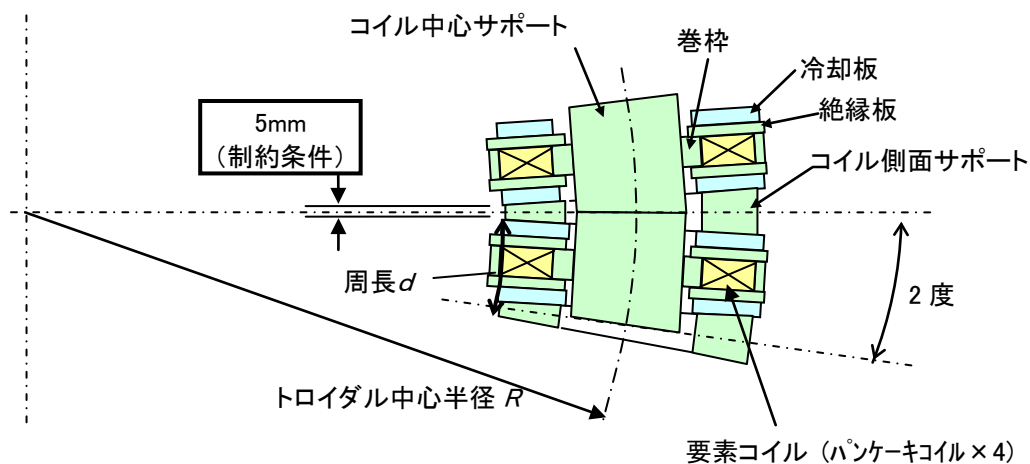 コイル中心サポート
巻枠
冷却板
絶縁板
5mm
(制約条件)
コイル側面サポート
周長d
2 度
トロイダル中心半径 R
要素コイル (パンケーキコイル×4)